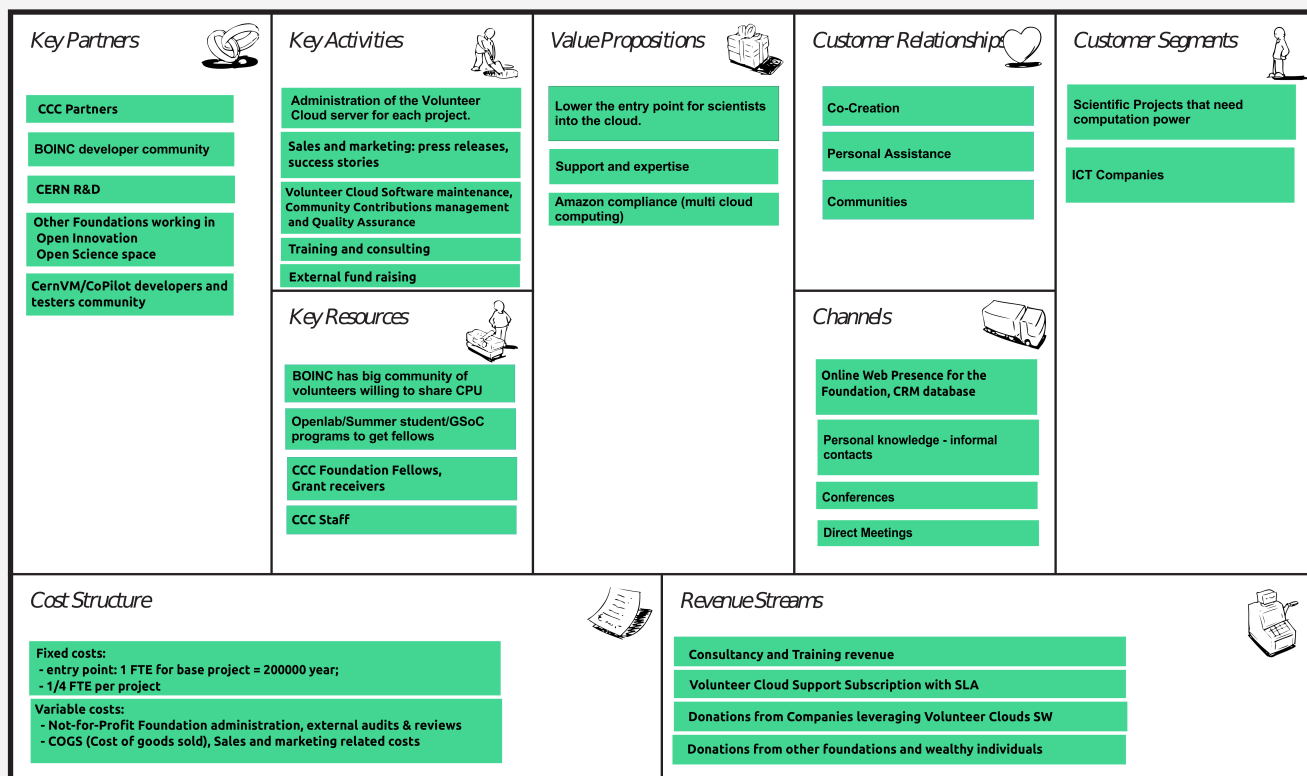 Key Partners
CCC Partners
BOINC developer community
CERN R&D
Other Foundations working in
Open Innovation
Open Science space
CernVM/CoPilot developers and
testers community
Key Activities
Administration of the Volunteer
Cloud server for each project.
Sales and marketing: press releases,
success stories
Volunteer Cloud Software maintenance,
Community Contributions management
and Quality Assurance
Training and consulting
External fund raising
Key Resources
BOINC has big community of
volunteers willing to share CPU
Openlab/Summer student/GSoC
programs to get fellows
CCC Foundation Fellows,
Grant receivers
CCC Staff
Value Propositions
Lower the entry point for scientists
into the cloud.
Support and expertise
Amazon compliance (multi cloud
computing)
Customer Relationships
Co-Creation
Personal Assistance
Communities
Channels
Online Web Presence for the
Foundation, CRM database
Personal knowledge - informal
contacts
Conferences
Direct Meetings
Customer Segments
Scientific Projects that need
computation power
ICT Companies
Cost Structure
Fixed costs:
- entry point: 1 FTE for base project = 200000 year;
- 1/4 FTE per project
Variable costs:
- Not-for-Profit Foundation administration, external audits & reviews
- COGS (Cost of goods sold), Sales and marketing related costs
Revenue Streams
Consultancy and Training revenue
Volunteer Cloud Support Subscription with SLA
Donations from Companies leveraging Volunteer Clouds SW
Donations from other foundations and wealthy individuals